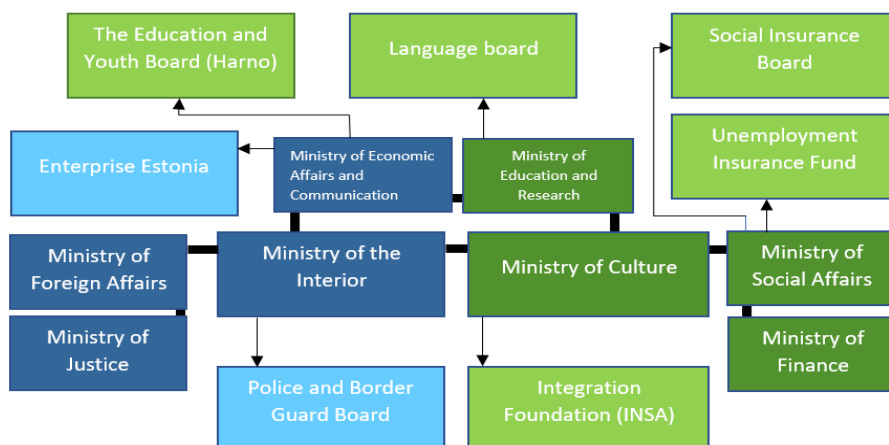 The Education and
Youth Board (Harno)
Language board
Social Insurance
Board
Enterprise Estonia
Ministry of Economic
Affairs and
Communication
Ministry of
Education and
Research
Unemployment
Insurance Fund
Ministry of
Foreign Affairs
Ministry of the
Interior
Ministry of Culture
Ministry of
Social Affairs
Ministry of
Justice
Ministry of
Finance
Police and Border
Guard Board
Integration
Foundation (INSA)